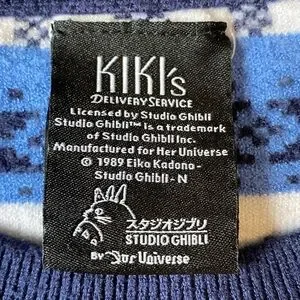 KIKI's
DELIVERY SERVICE
Licensed by Studio Ghibli
Studio Ghibli™ is a trademark
of Studio Ghibli Inc.
Manufactured for Her Universe
© 1989 Eiko Kadono -
Studio Ghibli - N
スタジオジブリ
STUDIO GHIBLI
BY Her Universe